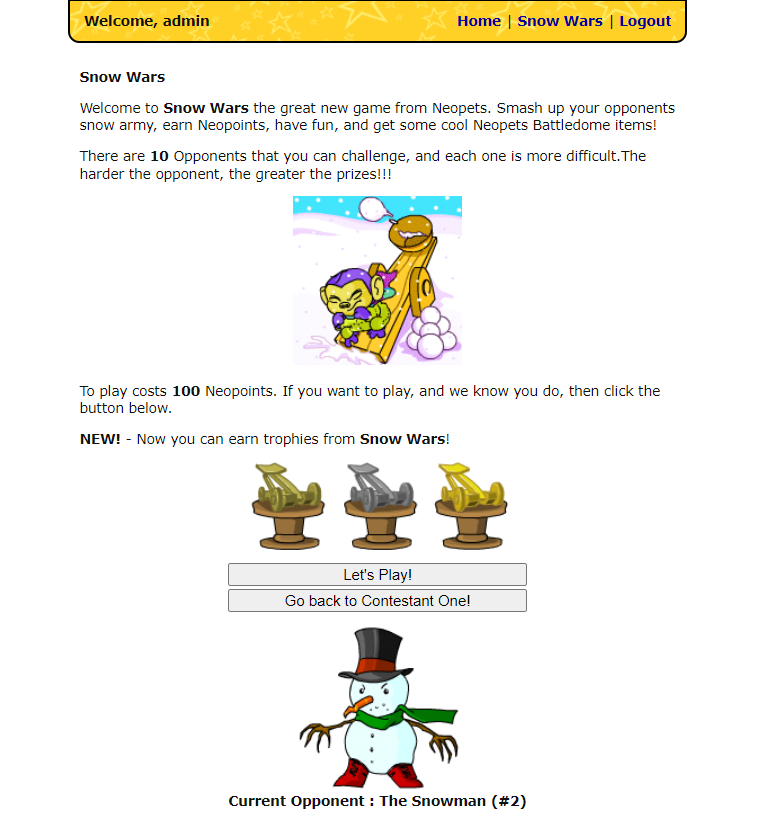 Welcome, admin
Home | Snow Wars | Logout
Snow Wars
Welcome to Snow Wars the great new game from Neopets. Smash up your opponents
snow army, earn Neopoints, have fun, and get some cool Neopets Battledome items!
There are 10 Opponents that you can challenge, and each one is more difficult.The
harder the opponent, the greater the prizes!!!
To play costs 100 Neopoints. If you want to play, and we know you do, then click the
button below.
NEW! - Now you can earn trophies from Snow Wars!
Let's Play!
Go back to Contestant One!
Current Opponent : The Snowman (#2)